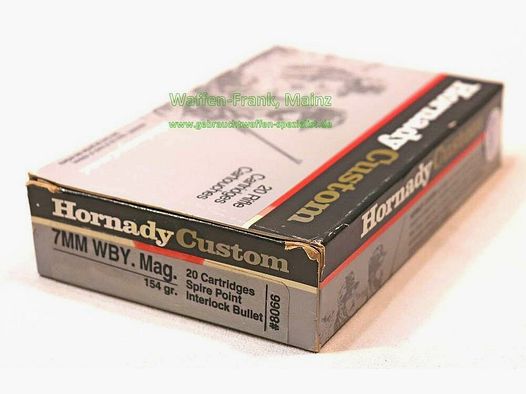 Waffen-Frank, Mainz
www.gebrauchtwaffen-spezialist.de
20 Rifle
Cartridges
Cartouches
Hornady Custom
Hornady Custom
Hornady Custom
7MM WBY. Mag.
154 gr.
20 Cartridges
Spire Point
Interlock Bullet
#8066